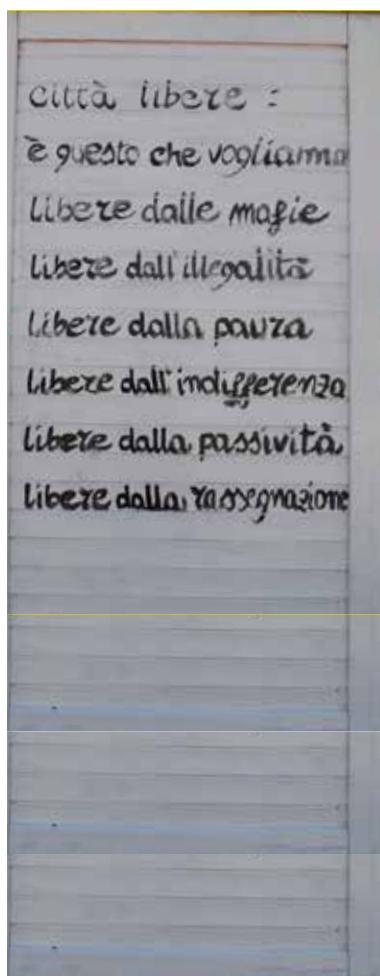 città libere :
è questo che vogliamo
libere dalle mafie
libere dall'illegalità
libere dalla paura
libere dall'indifferenza
libere dalla passività
libere dalla rassegnazione